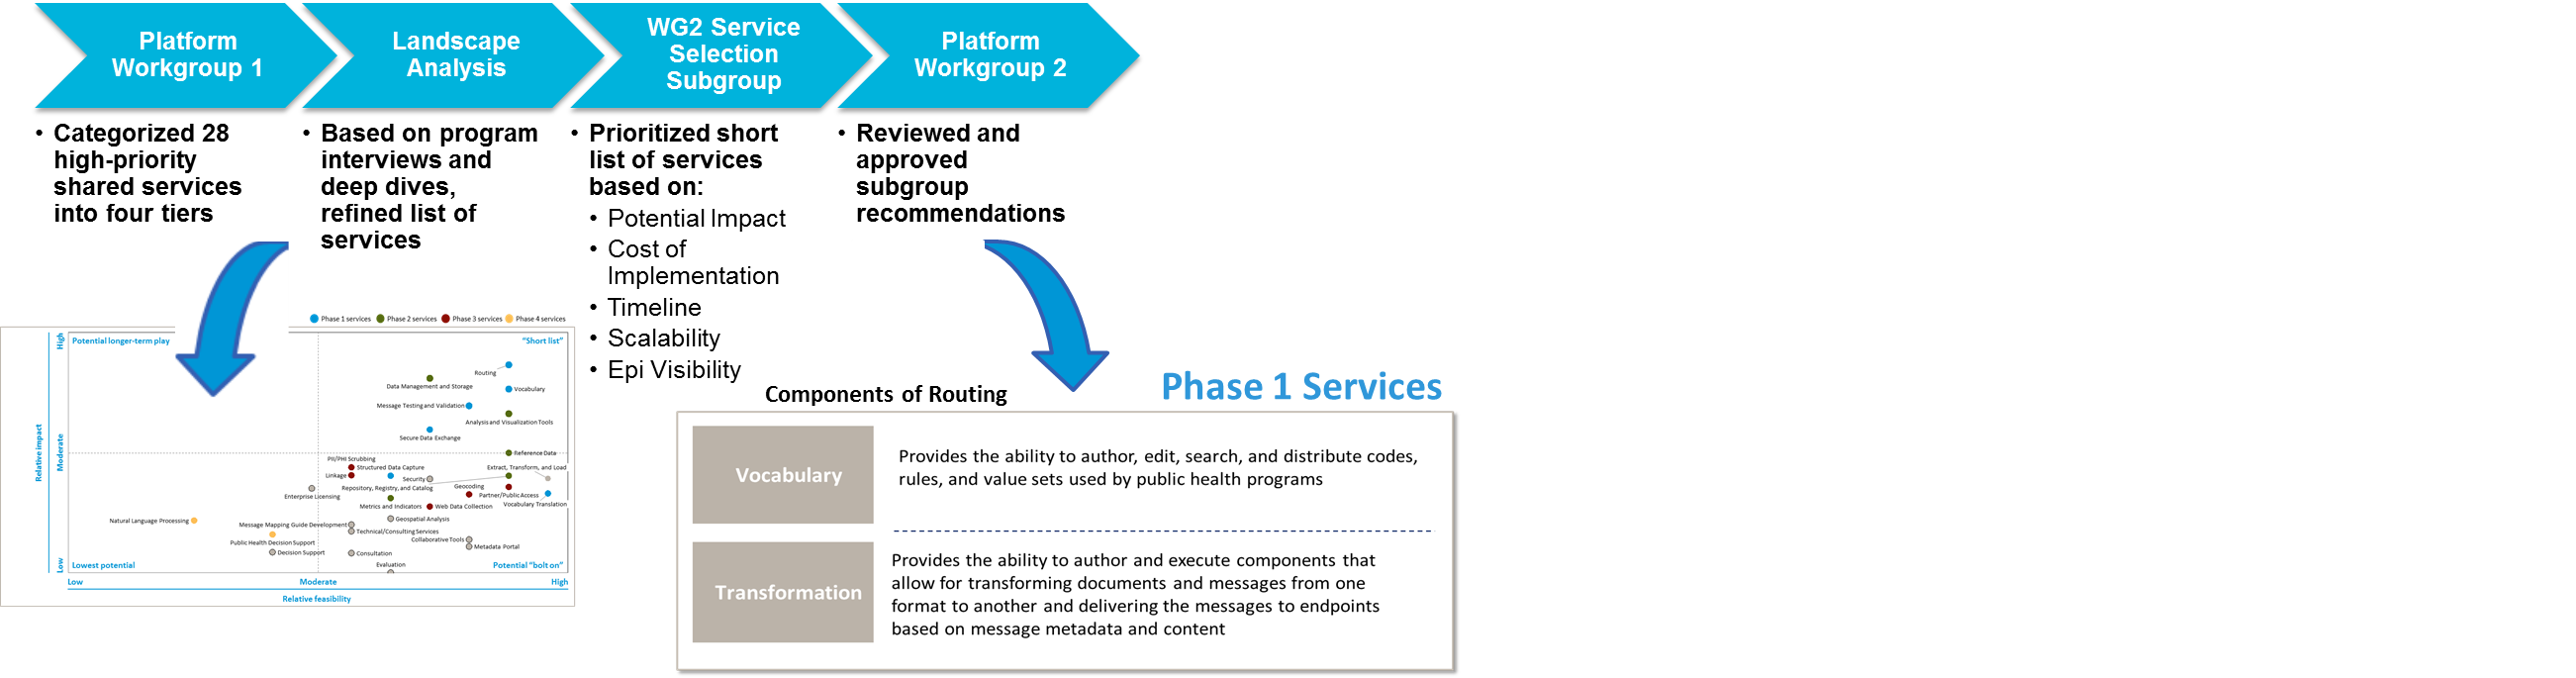 Platform
Workgroup 1
Landscape
Analysis
WG2 Service
Selection
Subgroup
Platform
Workgroup 2
• Categorized 28
high-priority
shared services
into four tiers
• Based on program
interviews and
deep dives,
refined list of
services
• Prioritized short
list of services
based on:
• Potential Impact
• Cost of
Implementation
• Timeline
• Scalability
• Epi Visibility
• Reviewed and
approved
subgroup
recommendations
Phase 1 services
Phase 2 services
Phase 3 services
Phase 4 services
High
Potential longer-term play
"Short list"
Routing
Data Management and Storage
Vocabulary
Message Testing and Validation
Analysis and Visualization Tools
Secure Data Exchange
Relative impact
Moderate
Reference Data
PII/PHI Scrubbing
Structured Data Capture
Extract, Transform, and Load
Linkage
Security
Repository, Registry, and Catalog
Geocoding
Enterprise Licensing
Partner/Public Access
Metrics and Indicators
Web Data Collection
Vocabulary Translation
Natural Language Processing
Geospatial Analysis
Message Mapping Guide Development
Technical/Consulting Services
Public Health Decision Support
Collaborative Tools
Metadata Portal
Decision Support
Consultation
Evaluation
Low
Lowest potential
Potential "bolt on"
Low
Moderate
High
Relative feasibility
Components of Routing
Phase 1 Services
Vocabulary
Provides the ability to author, edit, search, and distribute codes,
rules, and value sets used by public health programs
Transformation
Provides the ability to author and execute components that
allow for transforming documents and messages from one
format to another and delivering the messages to endpoints
based on message metadata and content